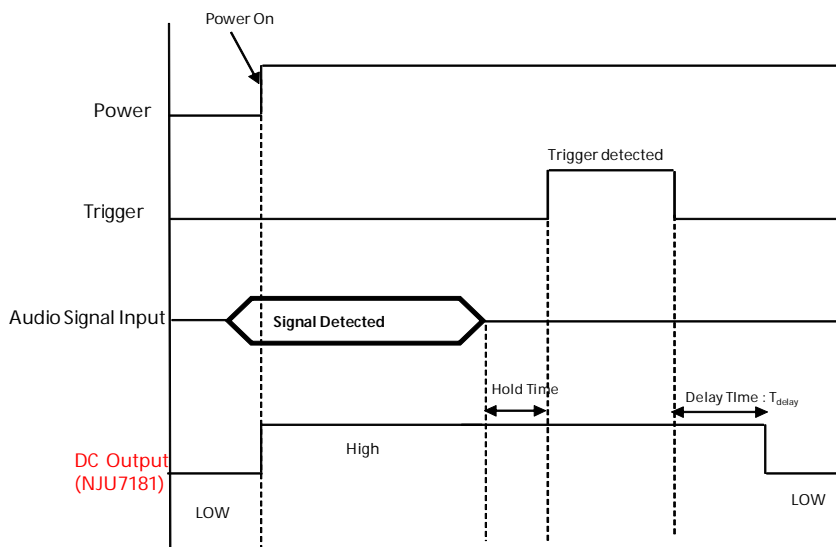 Power On
Power
Trigger detected
Trigger
Audio Signal Input
Signal Detected
Hold Time
Delay TIme : Tdelay
High
DC Output
(NJU7181)
LOW
LOW